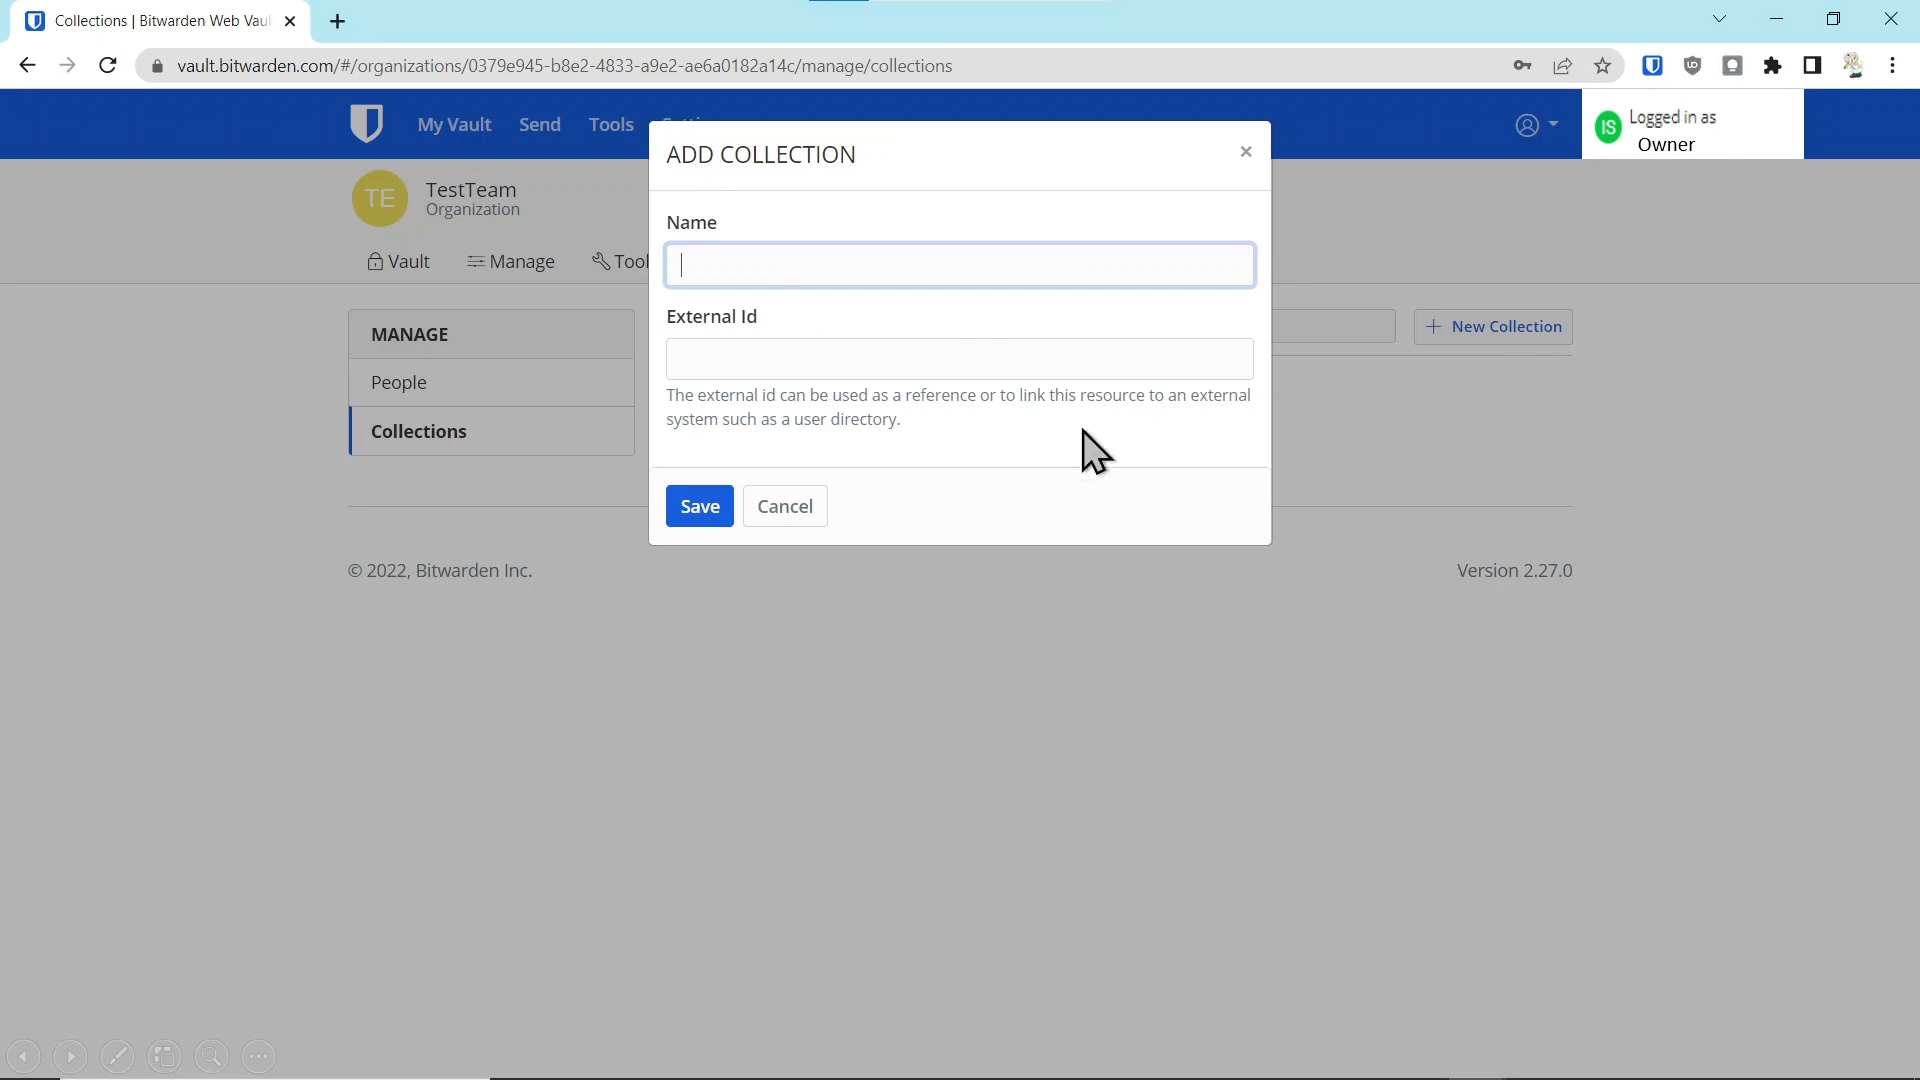 Collections | Bitwarden Web Vau
vault.bitwarden.com/#/organizations/0379e945-b8e2-4833-a9e2-ae6a0182a14c/manage/collections
My Vault Send Tools
IS Logged in as
Owner
TE TestTeam
Organization
Vault Manage Tool
ADD COLLECTION
×
Name
External Id
The external id can be used as a reference or to link this resource to an external
system such as a user directory.
Save Cancel
MANAGE
People
Collections
+ New Collection
© 2022, Bitwarden Inc. Version 2.27.0